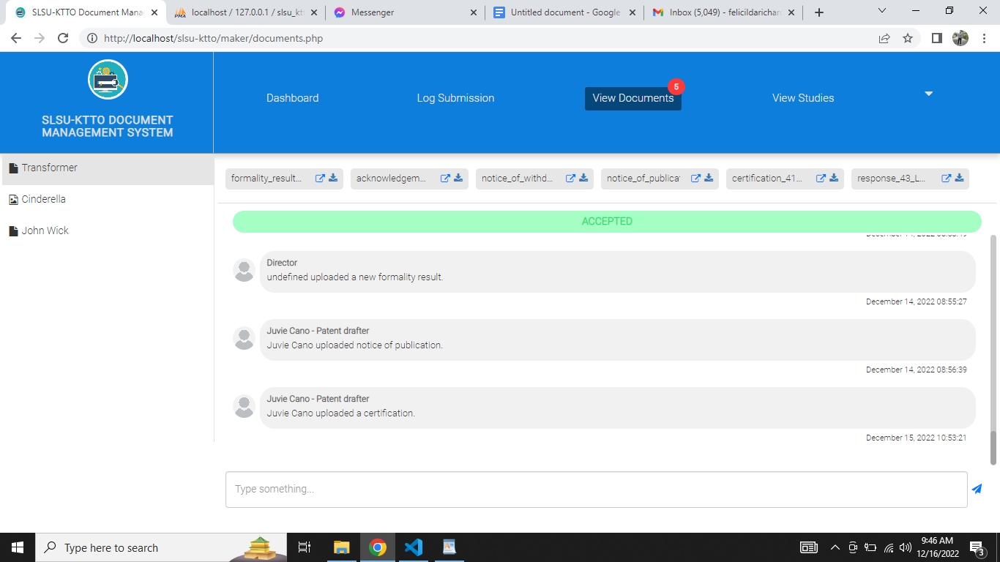 SLSU-KTTO Document Mana
localhost / 127.0.0.1 / slsu_ktt
Messenger
Untitled document - Google
Inbox (5,049) - felicildarichan
http://localhost/slsu-ktto/maker/documents.php
SLSU-KTTO DOCUMENT
MANAGEMENT SYSTEM
Dashboard
Log Submission
View Documents
5
View Studies
Transformer
Cinderella
John Wick
formality_result...
acknowledgem...
notice_of_withd...
notice_of_publica
certification_41...
response_43_L...
ACCEPTED
Director
undefined uploaded a new formality result.
December 14, 2022 08:55:27
Juvie Cano - Patent drafter
Juvie Cano uploaded notice of publication.
December 14, 2022 08:56:39
Juvie Cano - Patent drafter
Juvie Cano uploaded a certification.
December 15, 2022 10:53:21
Type something...
Type here to search
9:46 AM
12/16/2022
3